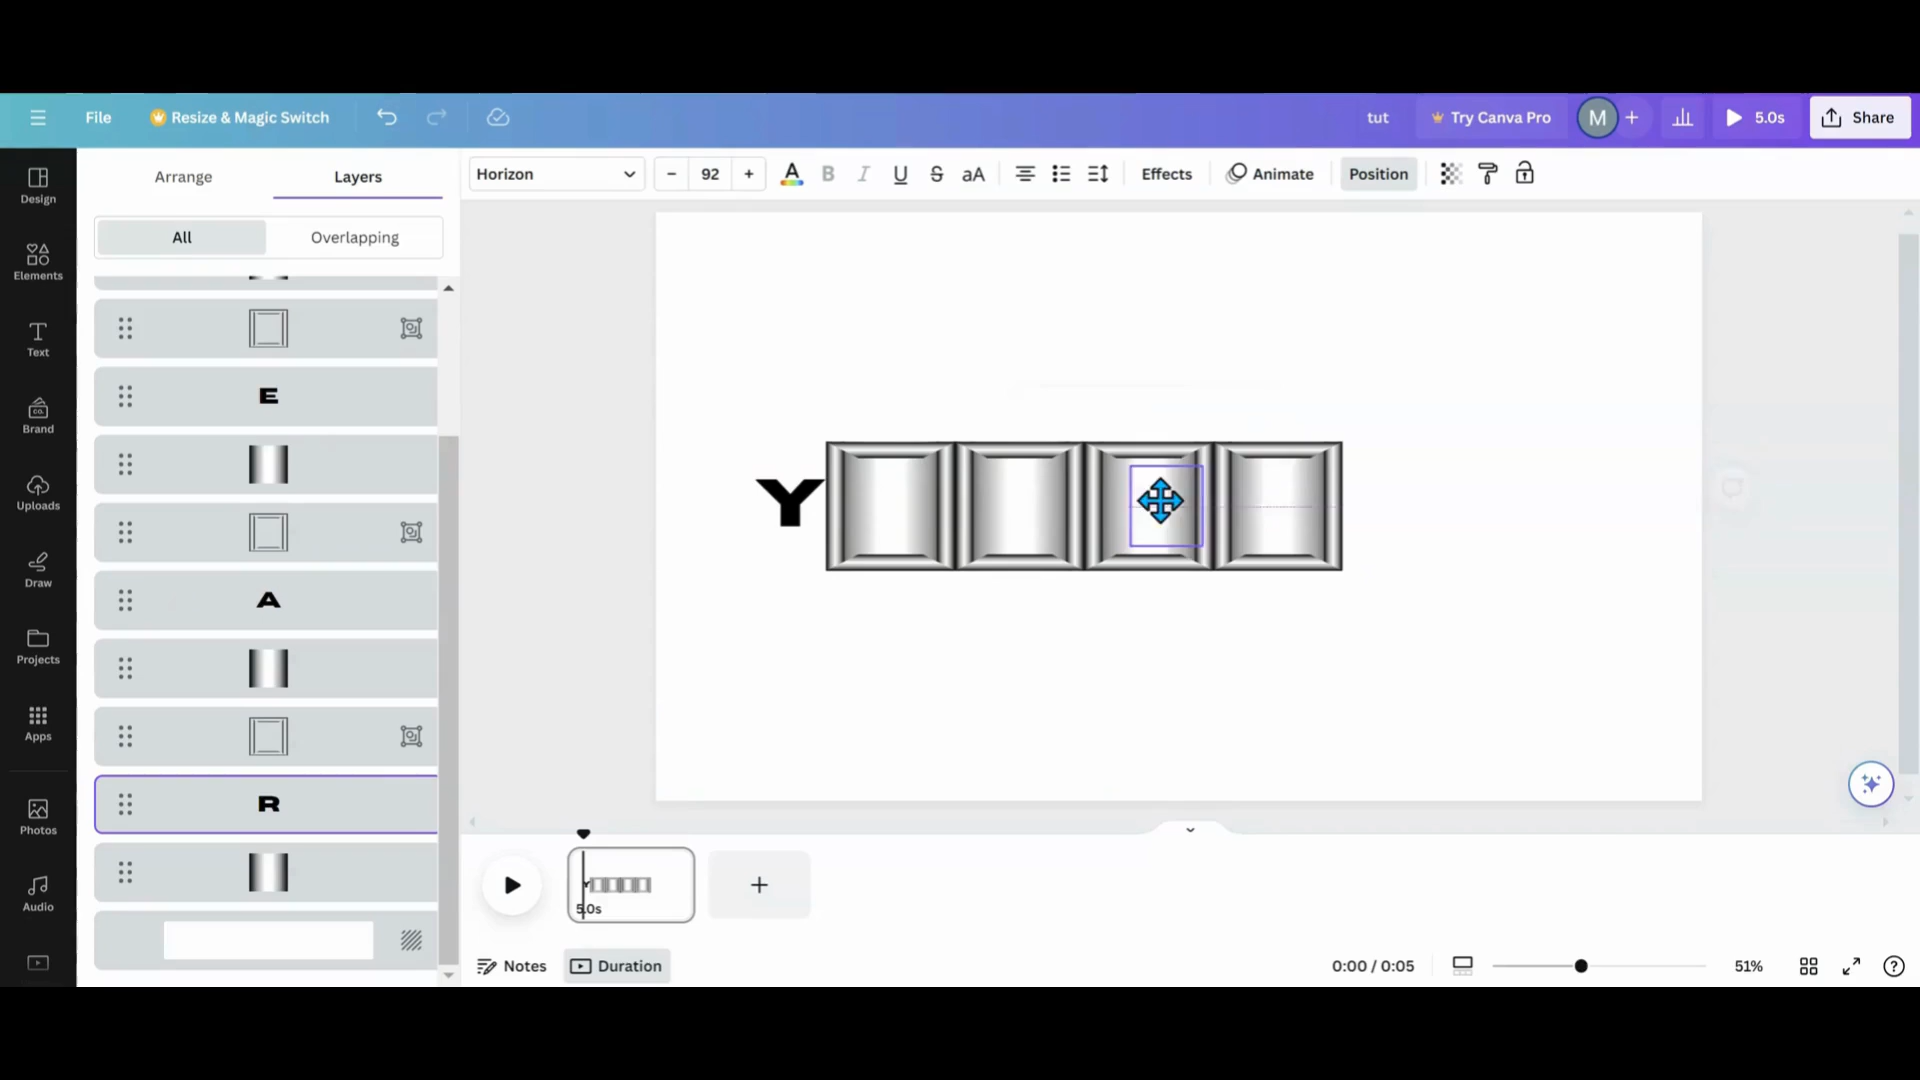 File
Resize & Magic Switch
tut
Try Canva Pro
M
5.0s
Share
Design
Elements
Text
Brand
Uploads
Draw
Projects
Apps
Photos
Audio
Arrange
Layers
All
Overlapping
E
A
R
Horizon
92
A
B
I
U
S
aA
Effects
Animate
Position
Y
5.0s
Notes
Duration
0:00 / 0:05
51%